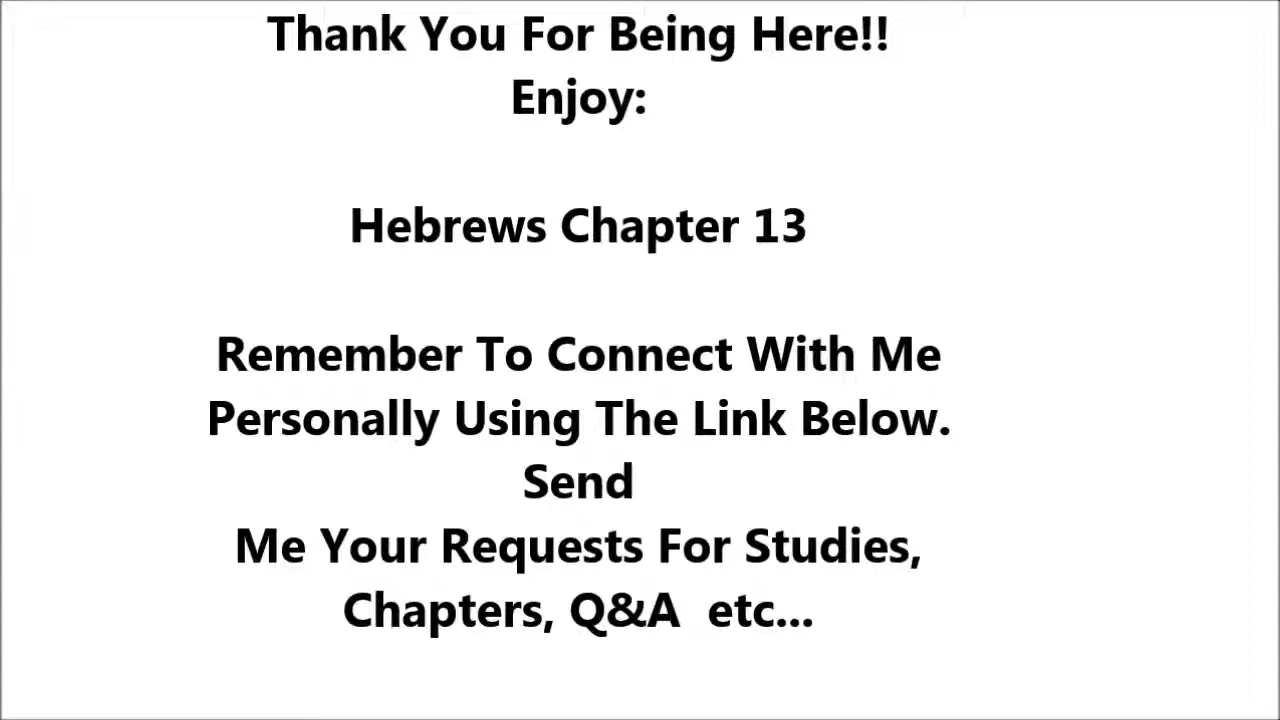 Thank You For Being Here!!
Enjoy:
Hebrews Chapter 13
Remember To Connect With Me
Personally Using The Link Below.
Send
Me Your Requests For Studies,
Chapters, Q&A  etc...